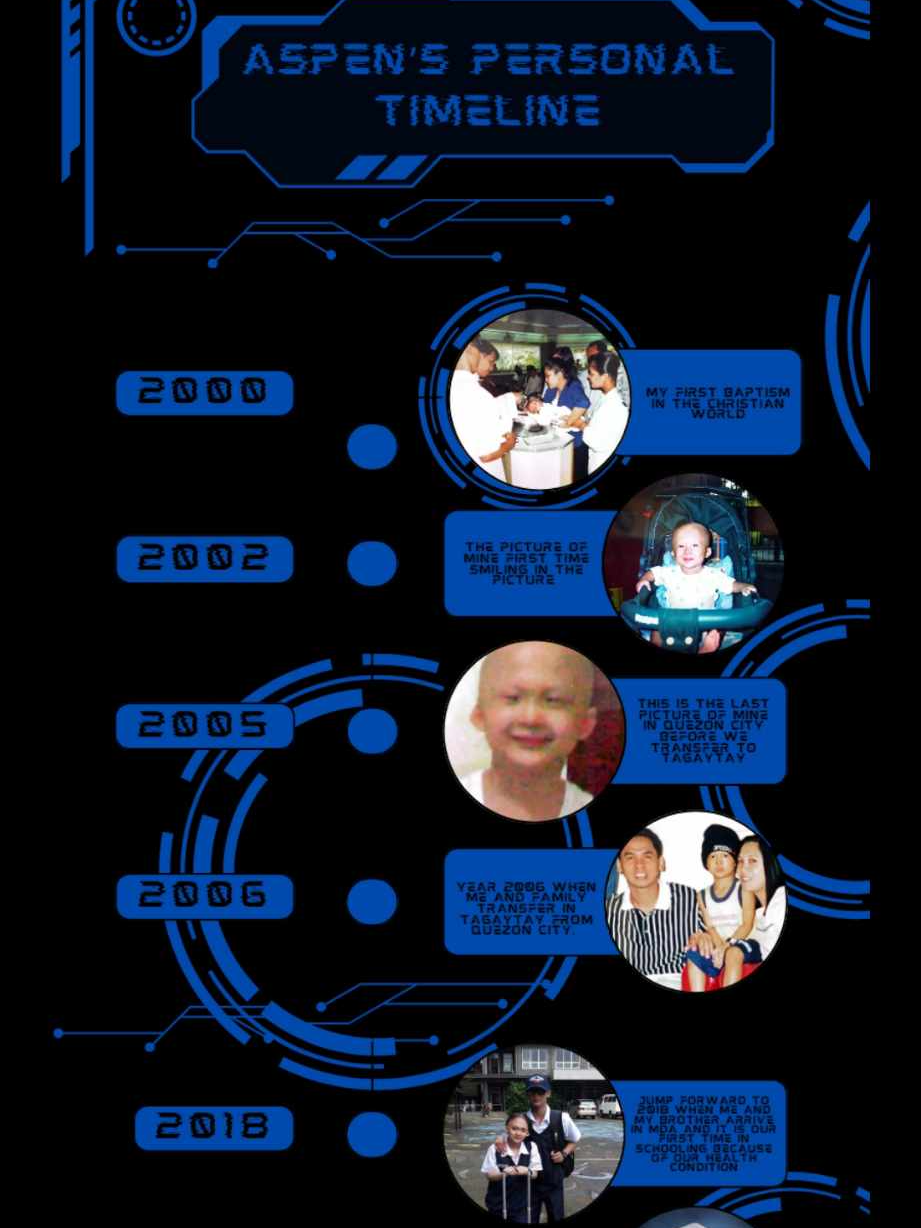 ASPEN'S PERSONAL
TIMELINE
2000
MY FIRST BAPTISM
IN THE CHRISTIAN
WORLD
2002
THE PICTURE OF
MINE FIRST TIME
SMILING IN THE
PICTURE
2005
THIS IS THE LAST
PICTURE OF MINE
IN QUEZON CITY
BEFORE WE
TRANSFER TO
TAGAYTAY
2006
YEAR 2006 WHEN
ME AND FAMILY
TRANSFER IN
TAGAYTAY FROM
QUEZON CITY.
2018
JUMP FORWARD TO
2018 WHEN ME AND
MY BROTHER ARRIVE
IN MDA AND IT IS OUR
FIRST TIME IN
SCHOOLING BECAUSE
OF OUR HEALTH
CONDITION